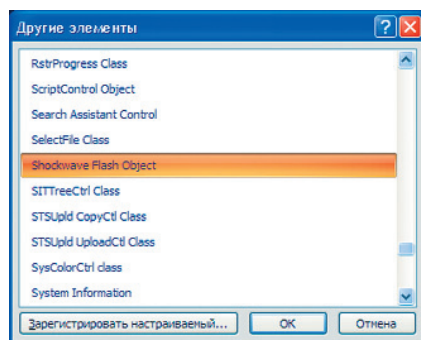 Другие элементы
RstrProgress Class
ScriptControl Object
Search Assistant Control
SelectFile Class
Shockwave Flash Object
SITTreeCtrl Class
STSUpld CopyCtl Class
STSUpld UploadCtl Class
SysColorCtrl class
System Information
Зарегистрировать настраиваемый... ОК Отмена